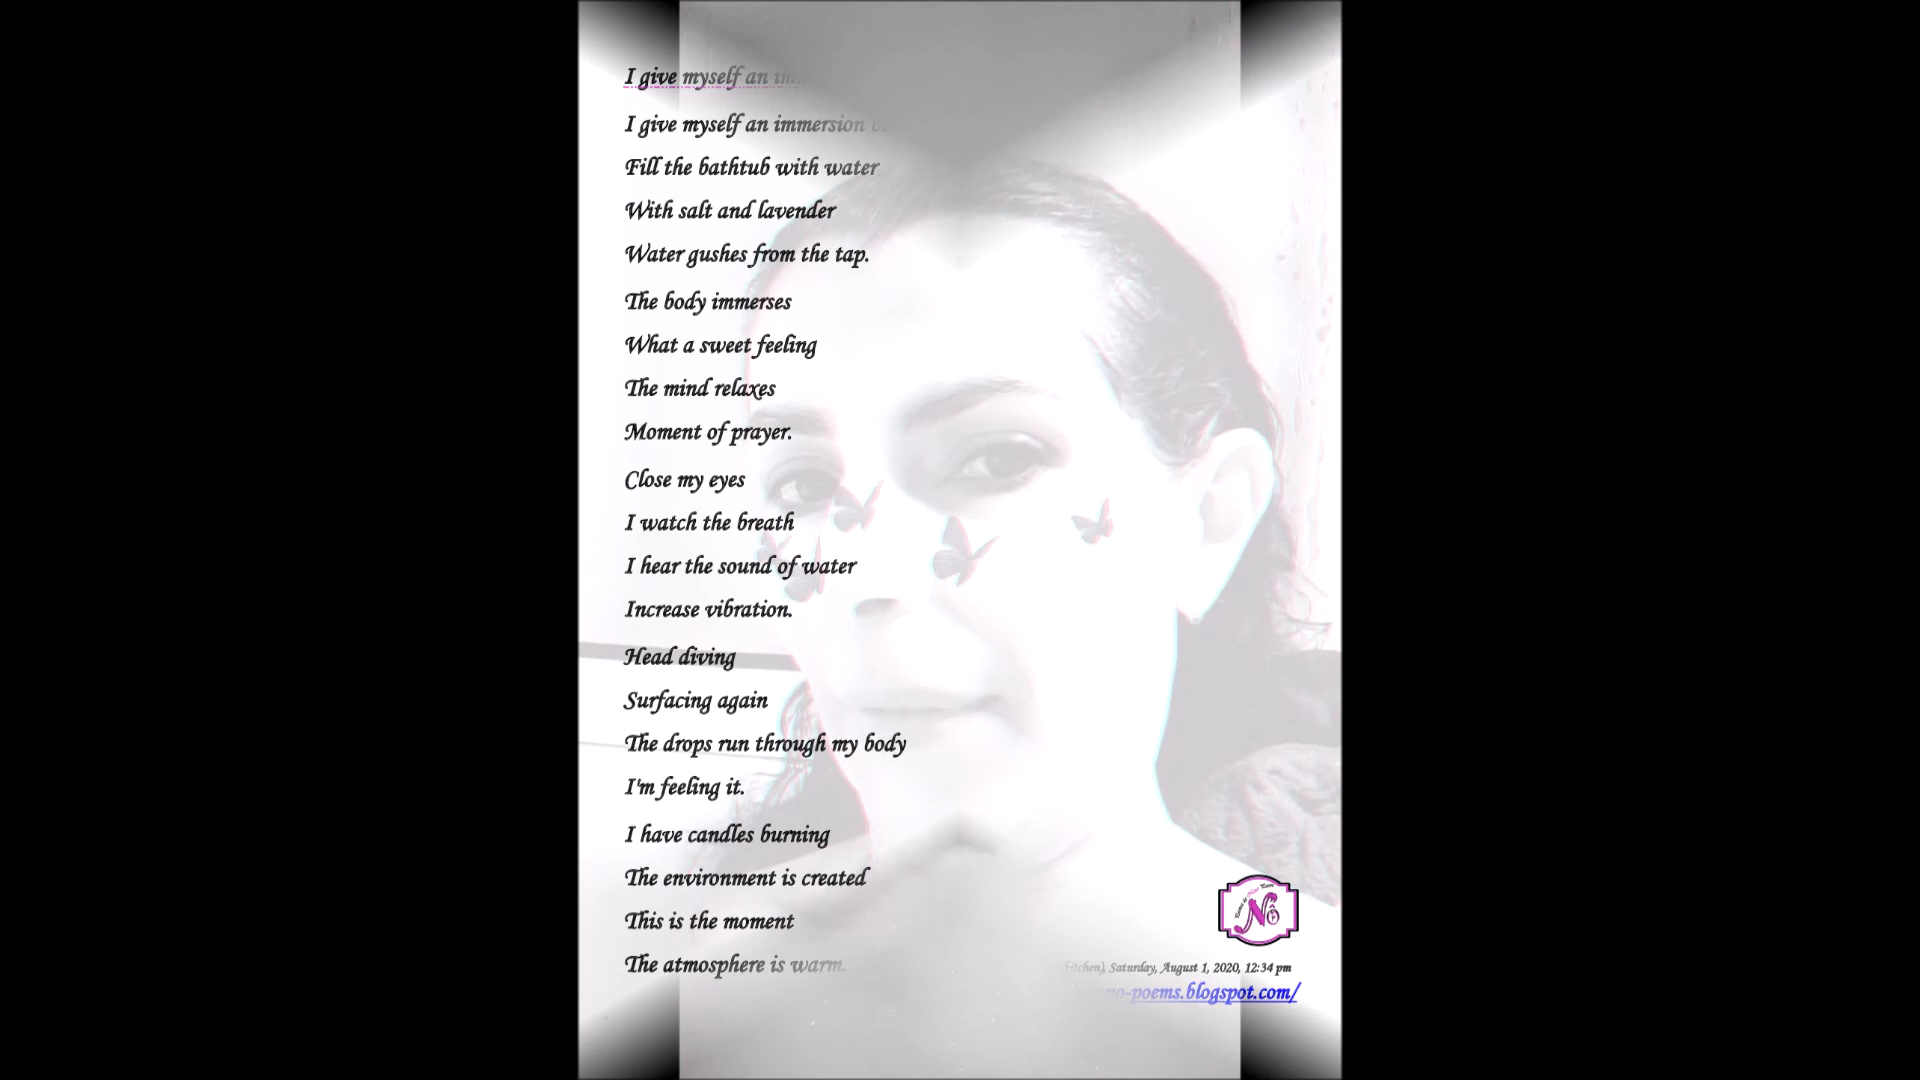 I give myself an
I give myself an immersion
Fill the bathtub with water
With salt and lavender
Water gushes from the tap.
The body immerses
What a sweet feeling
The mind relaxes
Moment of prayer.
Close my eyes
I watch the breath
I hear the sound of water
Increase vibration.
Head diving
Surfacing again
The drops run through my body
I'm feeling it.
I have candles burning
The environment is created
This is the moment
The atmosphere is warm.
Nô
Saturday, August 1, 2020, 12:34 pm
no-poems.blogspot.com/